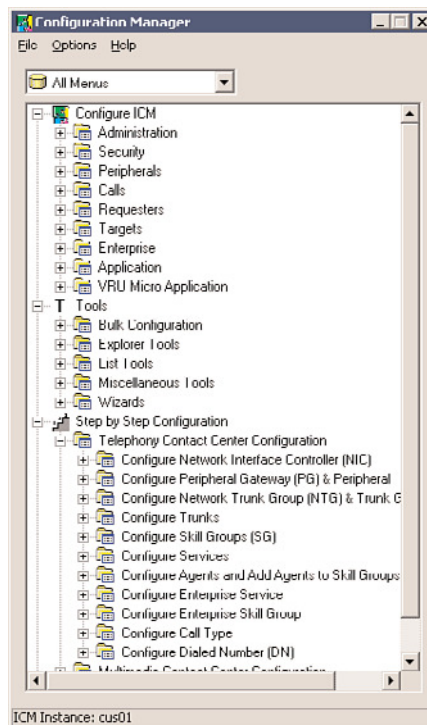 Configuration Manager
File Options Help
All Menus
Configure ICM
Administration
Security
Peripherals
Calls
Requesters
Targets
Enterprise
Application
VRU Micro Application
T Tools
Bulk Configuration
Explorer Tools
List Tools
Miscellaneous Tools
Wizards
Step by Step Configuration
Telephony Contact Center Configuration
Configure Network Interface Controller (NIC)
Configure Peripheral Gateway (PG) & Peripheral
Configure Network Trunk Group (NTG) & Trunk G
Configure Trunks
Configure Skill Groups (SG)
Configure Services
Configure Agents and Add Agents to Skill Groups
Configure Enterprise Service
Configure Enterprise Skill Group
Configure Call Type
Configure Dialed Number (DN)
Multimedia Contact Center Configuration
ICM Instance: cus01